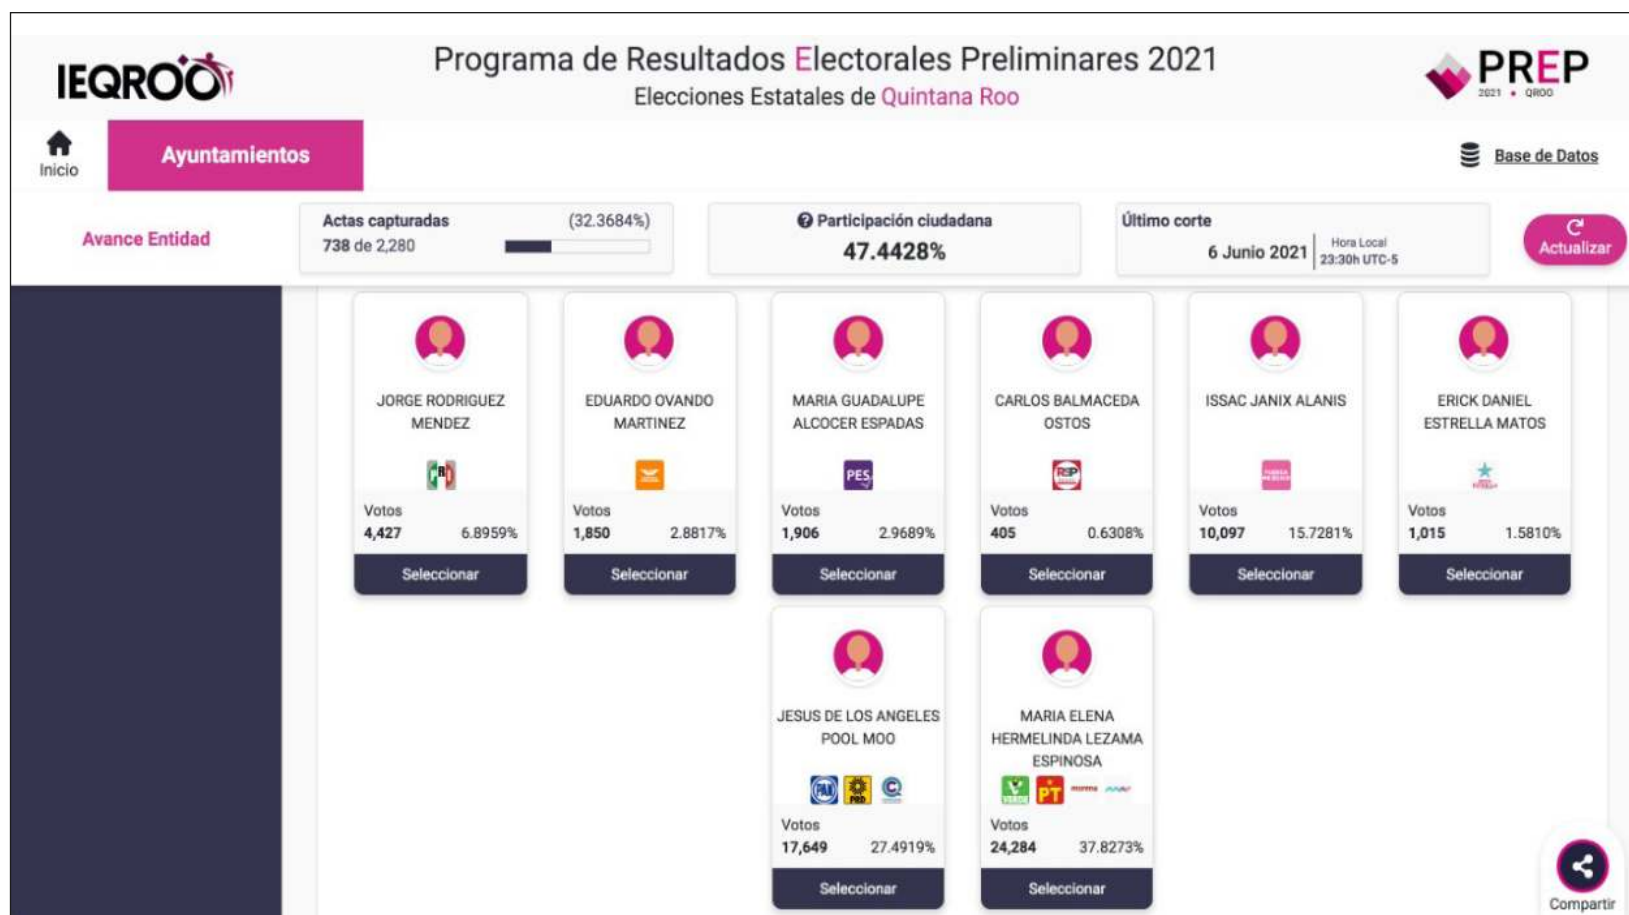 IEQROO
Programa de Resultados Electorales Preliminares 2021
Elecciones Estatales de Quintana Roo
PREP
2021 • QROO
Inicio
Ayuntamientos
Base de Datos
Avance Entidad
Actas capturadas (32.3684%)
738 de 2,280
Participación ciudadana
47.4428%
Último corte
6 Junio 2021 Hora Local
23:30h UTC-5
Actualizar
JORGE RODRIGUEZ
MENDEZ
PRI
Votos
4,427 6.8959%
Seleccionar
EDUARDO OVANDO
MARTINEZ
Votos
1,850 2.8817%
Seleccionar
MARIA GUADALUPE
ALCOCER ESPADAS
PES
Votos
1,906 2.9689%
Seleccionar
CARLOS BALMACEDA
OSTOS
RSP
Votos
405 0.6308%
Seleccionar
ISSAC JANIX ALANIS
Votos
10,097 15.7281%
Seleccionar
ERICK DANIEL
ESTRELLA MATOS
Votos
1,015 1.5810%
Seleccionar
JESUS DE LOS ANGELES
POOL MOO
PAN PRD C
Votos
17,649 27.4919%
Seleccionar
MARIA ELENA
HERMELINDA LEZAMA
ESPINOSA
VERDE PT morena
Votos
24,284 37.8273%
Seleccionar
Compartir